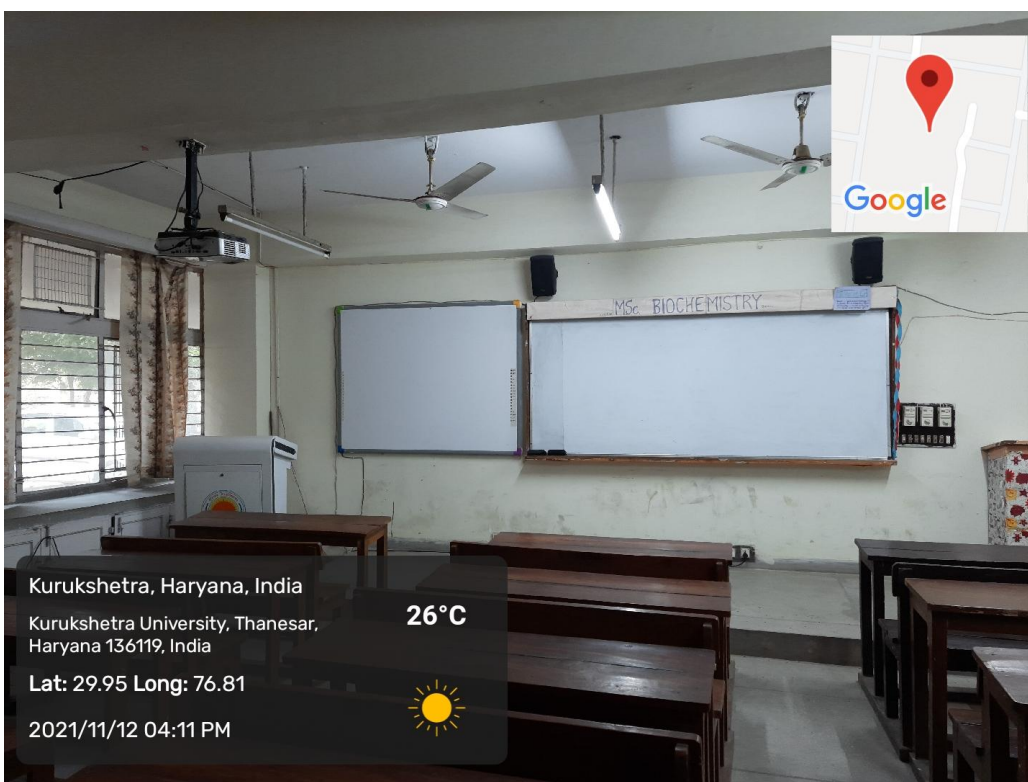 Google
MSc. BIOCHEMISTRY
Kurukshetra, Haryana, India
Kurukshetra University, Thanesar,
Haryana 136119, India
26°C
Lat: 29.95 Long: 76.81
2021/11/12 04:11 PM